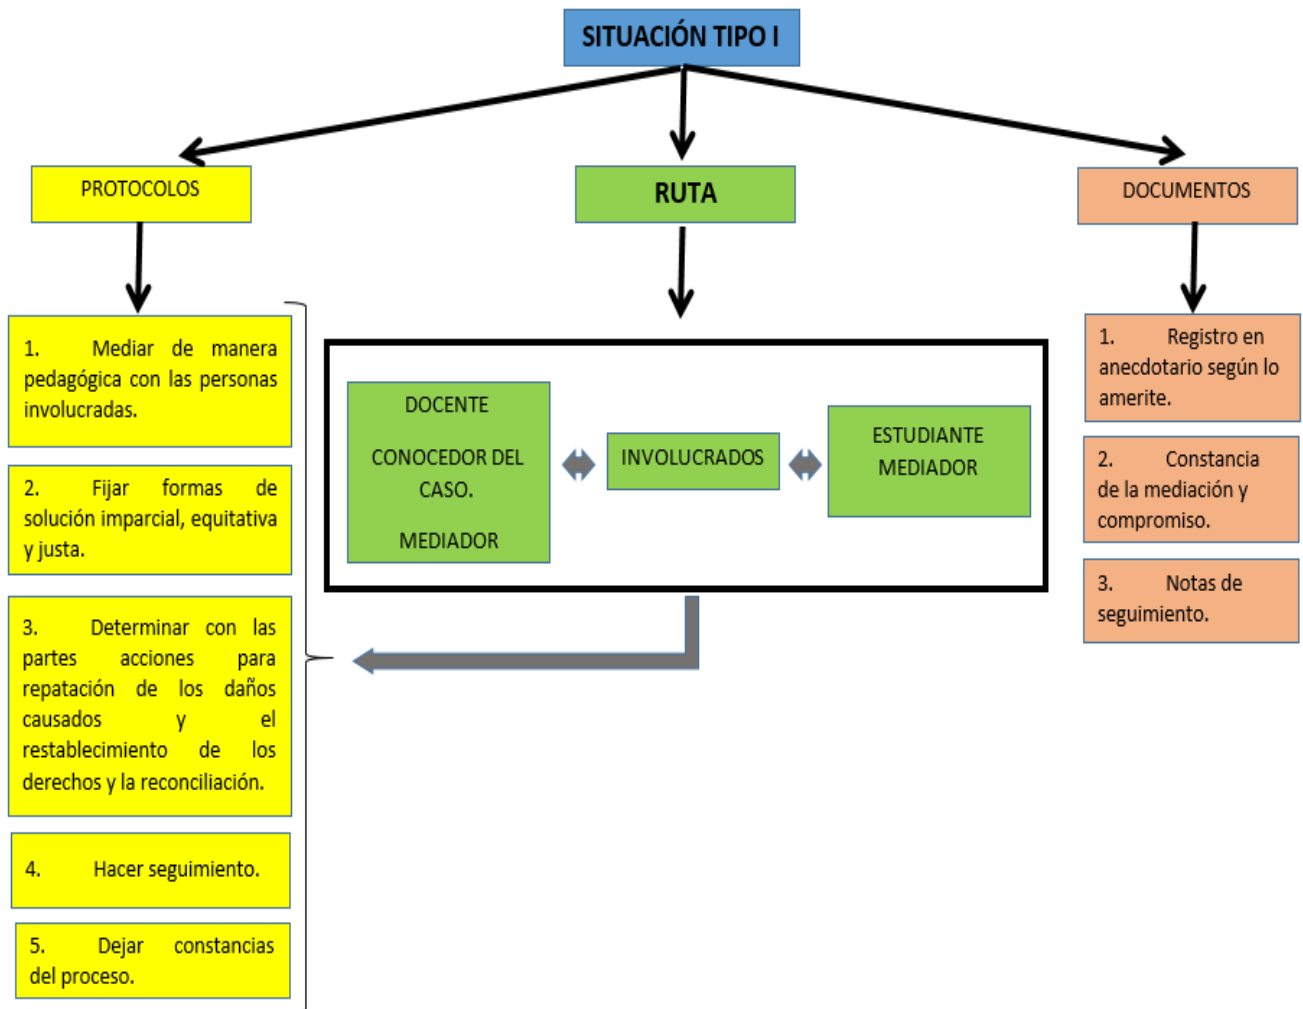 SITUACIÓN TIPO I
PROTOCOLOS
RUTA
DOCUMENTOS
1. Mediar de manera
pedagógica con las personas
involucradas.
2. Fijar formas de
solución imparcial, equitativa
y justa.
3. Determinar con las
partes acciones para
repatación de los daños
causados y el
restablecimiento de los
derechos y la reconciliación.
4. Hacer seguimiento.
5. Dejar constancias
del proceso.
DOCENTE
CONOCEDOR DEL
CASO.
MEDIADOR
INVOLUCRADOS
ESTUDIANTE
MEDIADOR
1. Registro en
anecdotario según lo
amerite.
2. Constancia
de la mediación y
compromiso.
3. Notas de
seguimiento.